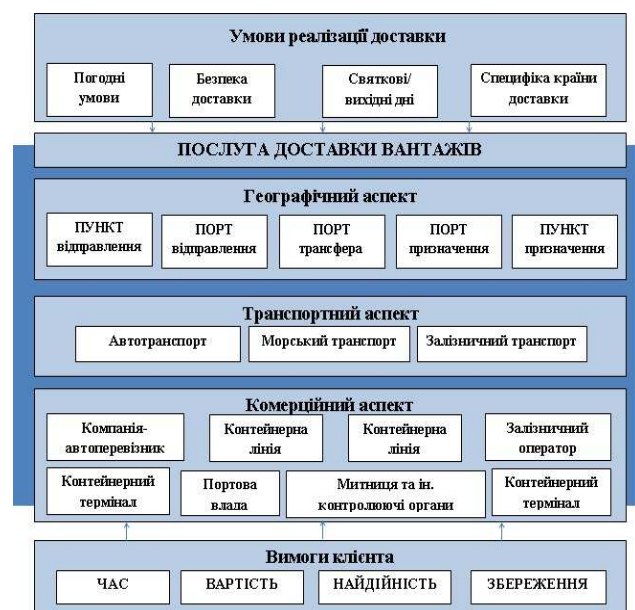 Умови реалізації доставки
Погодні
умови
Безпека
доставки
Святкові/
вихідні дні
Специфіка країни
доставки
ПОСЛУГА ДОСТАВКИ ВАНТАЖІВ
Географічний аспект
ПУНКТ
відправлення
ПОРТ
відправлення
ПОРТ
трансфера
ПОРТ
призначення
ПУНКТ
призначення
Транспортний аспект
Автотранспорт
Морський транспорт
Залізничний транспорт
Комерційний аспект
Компанія-
автоперевізник
Контейнерна
лінія
Контейнерна
лінія
Залізничний
оператор
Контейнерний
термінал
Портова
влада
Митниця та ін.
контролюючі органи
Контейнерний
термінал
Вимоги клієнта
ЧАС
ВАРТІСТЬ
НАЙДІЙНІСТЬ
ЗБЕРЕЖЕННЯ